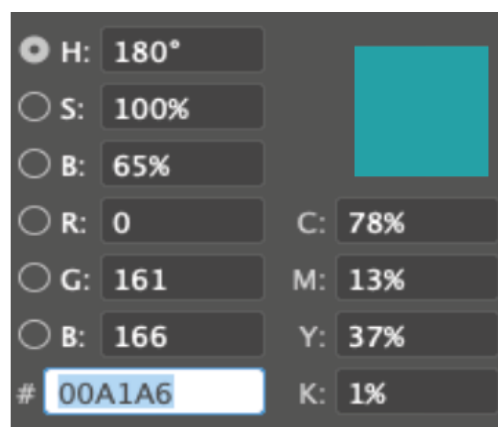 H: 180°
S: 100%
B: 65%
R: 0
C: 78%
G: 161
M: 13%
B: 166
Y: 37%
# 00A1A6
K: 1%